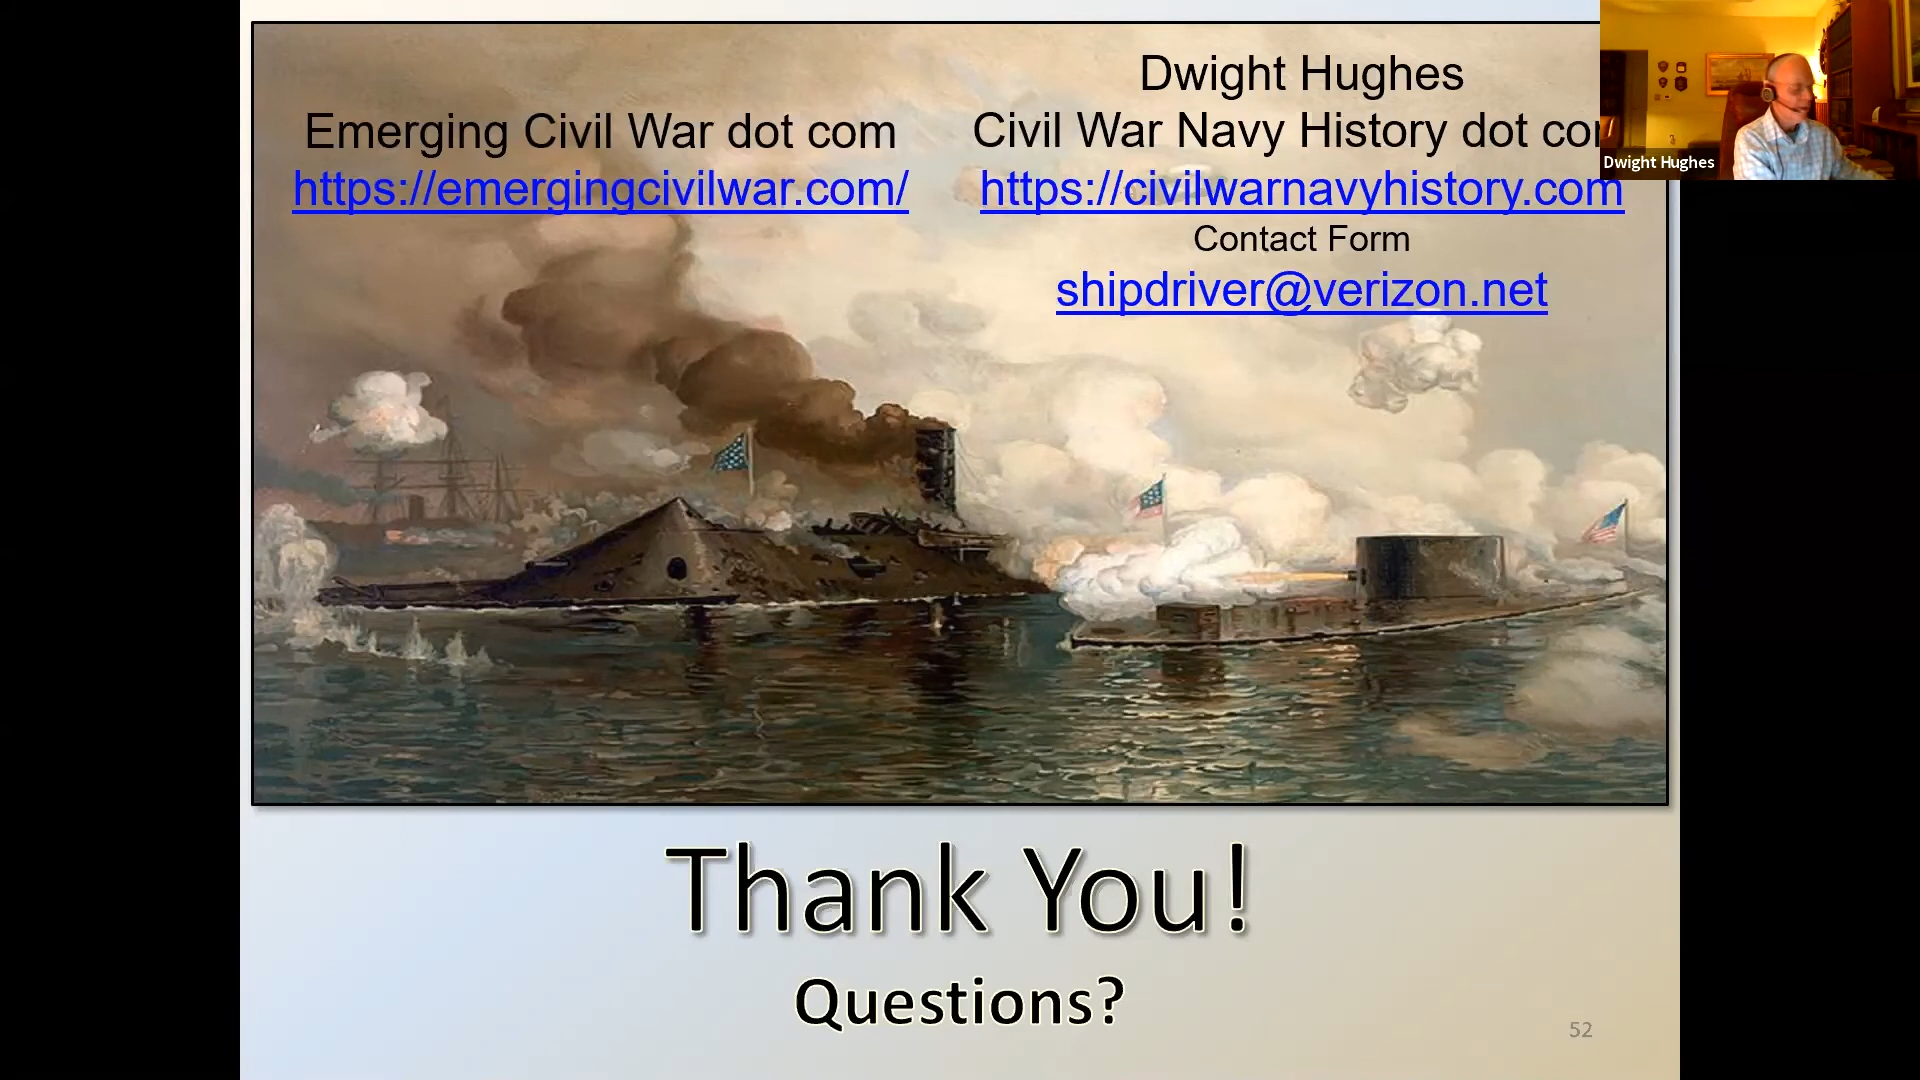 Emerging Civil War dot com
https://emergingcivilwar.com/
Dwight Hughes
Civil War Navy History dot
https://civilwarnavyhistory.com
Contact Form
shipdriver@verizon.net
Dwight Hughes
Thank You!
Questions?
52